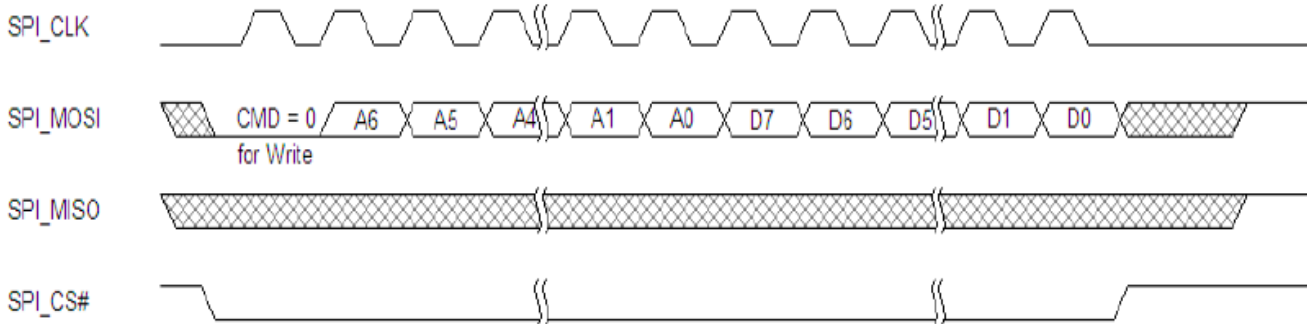 SPI_CLK
SPI_MOSI
CMD = 0 A6 A5 A4 A1 A0 D7 D6 D5 D1 D0
for Write
SPI_MISO
SPI_CS#